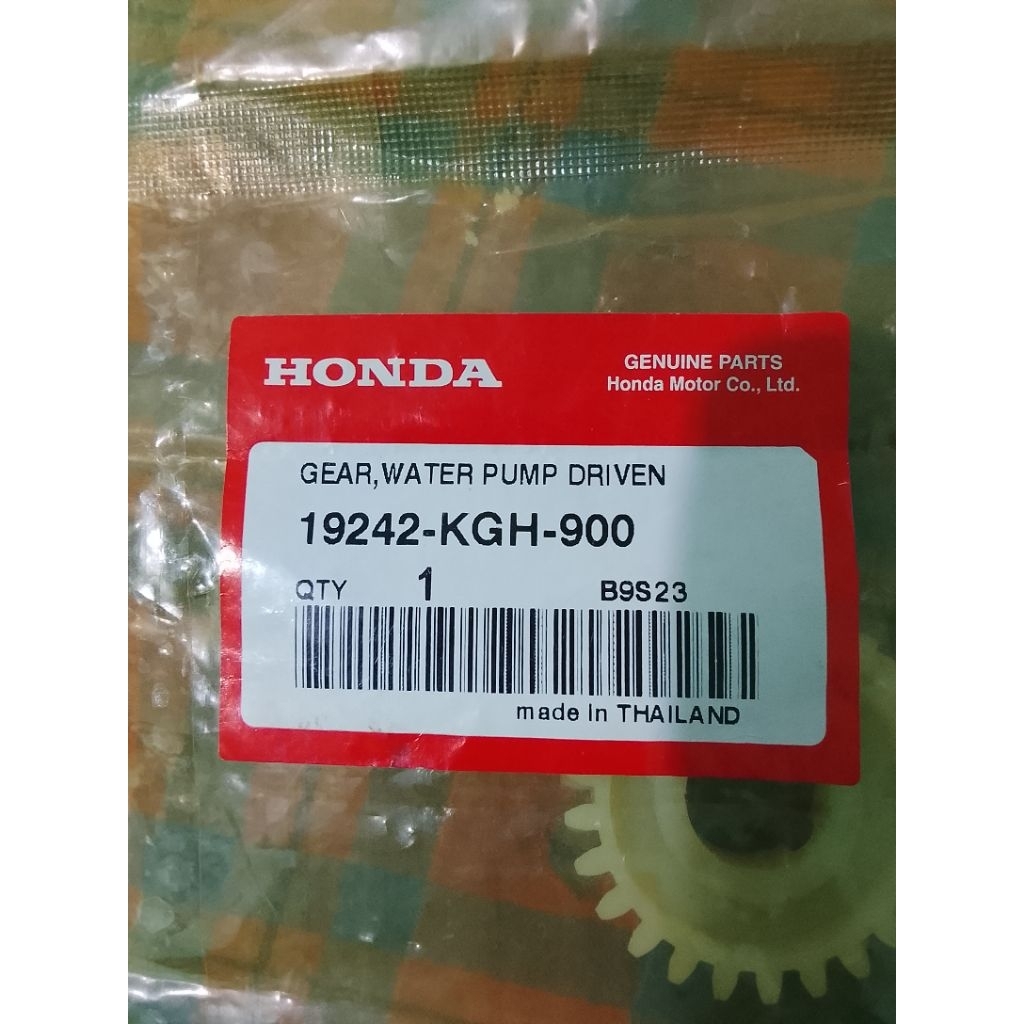 HONDA
GENUINE PARTS
Honda Motor Co., Ltd.
GEAR,WATER PUMP DRIVEN
19242-KGH-900
QTY 1 B9S23
made in THAILAND